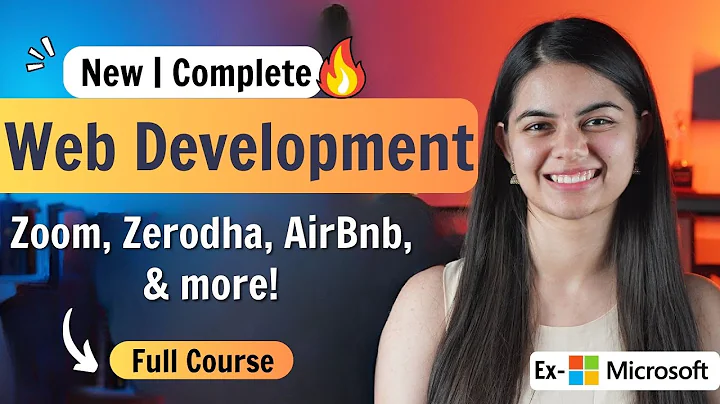 New | Complete
Web Development
Zoom, Zerodha, AirBnb,
& more!
Full Course
Ex- Microsoft